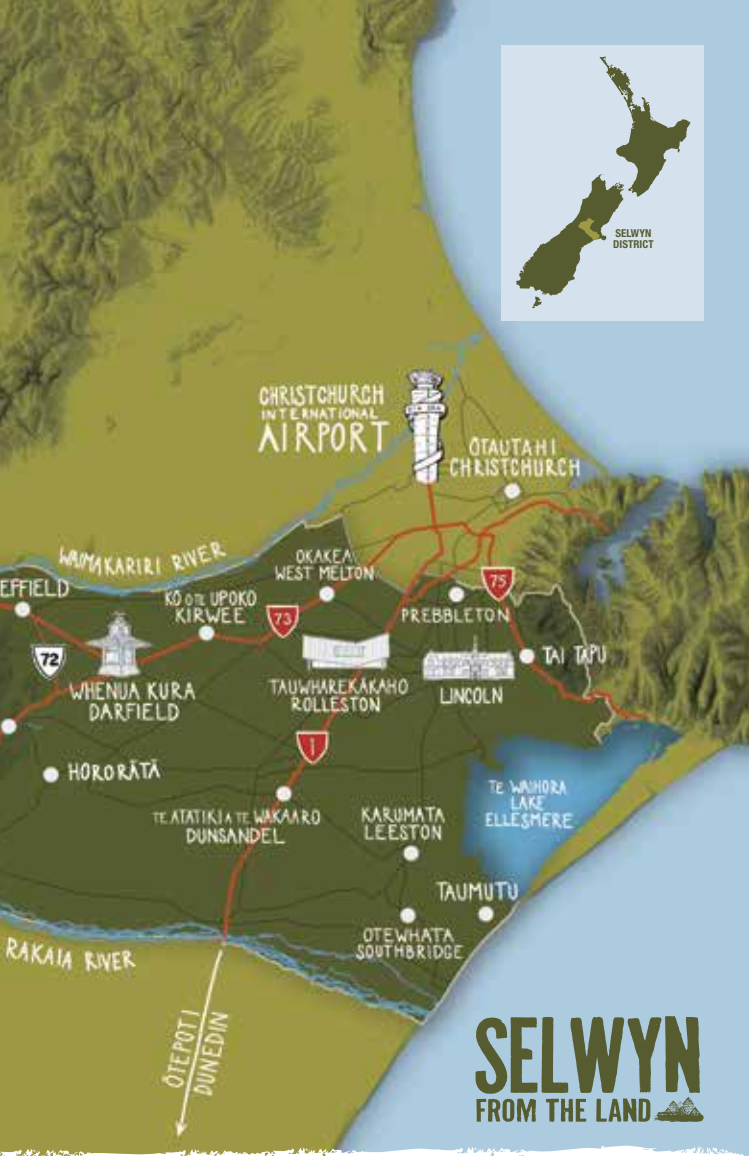 SELWYN
DISTRICT
CHRISTCHURCH
INTERNATIONAL
AIRPORT
ŌTAUTAHI
CHRISTCHURCH
WAIMAKARIRI RIVER
OKAKEA
WEST MELTON
EFFIELD
KŌ ŌTE UPOKO
KIRWEE
73
75
PREBBLETON
72
TAI TAPU
WHENUA KURA
DARFIELD
TAUWHAREKĀKAHO
ROLLESTON
LINCOLN
1
HORORĀTĀ
TE WAIHORA
LAKE
ELLESMERE
TE ATATIKI A TE WAKAARO
DUNSANDEL
KARUMATA
LEESTON
TAUMUTU
OTEWHATA
SOUTHBRIDGE
RAKAIA RIVER
ŌTEPOTI
DUNEDIN
SELWYN
FROM THE LAND